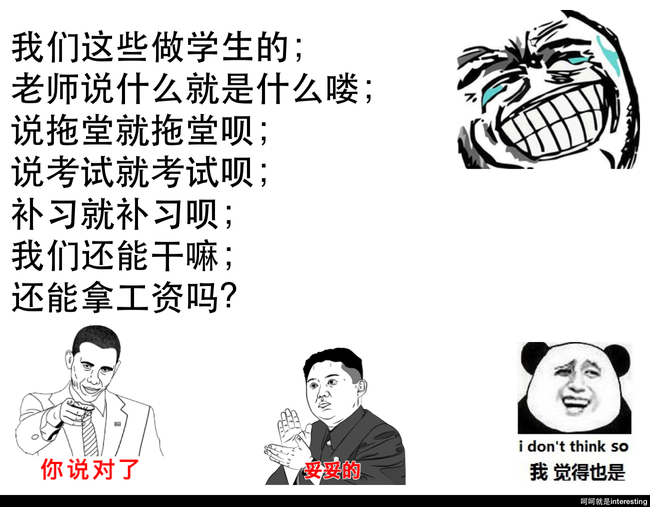 我们这些做学生的;
老师说什么就是什么喽;
说拖堂就拖堂呗;
说考试就考试呗;
补习就补习呗;
我们还能干嘛;
还能拿工资吗?
你说对了
妥妥的
i don't think so
我 觉得也是
呵呵就是interesting